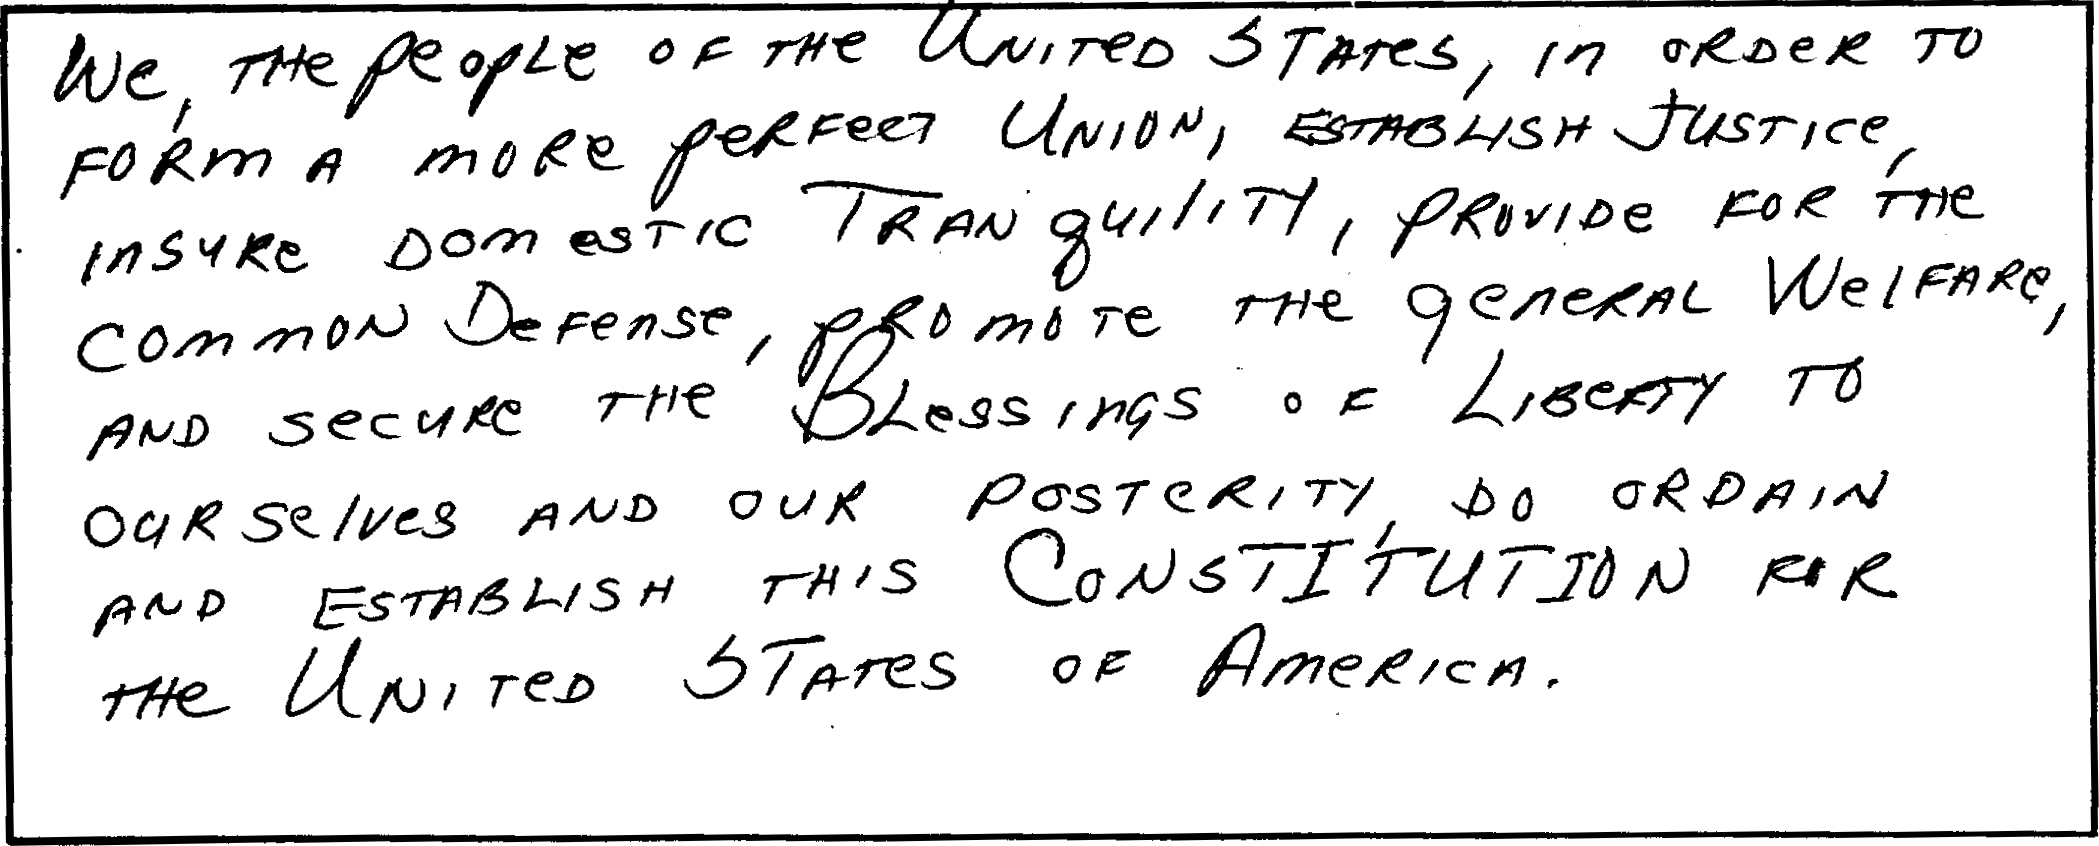 We, the people of the United States, in order to
form a more perfect Union, establish Justice,
insure domestic Tranquility, provide for the
common Defense, promote the general Welfare,
and secure the Blessings of Liberty to
ourselves and our posterity, do ordain
and establish this CONSTITUTION for
the United States of America.